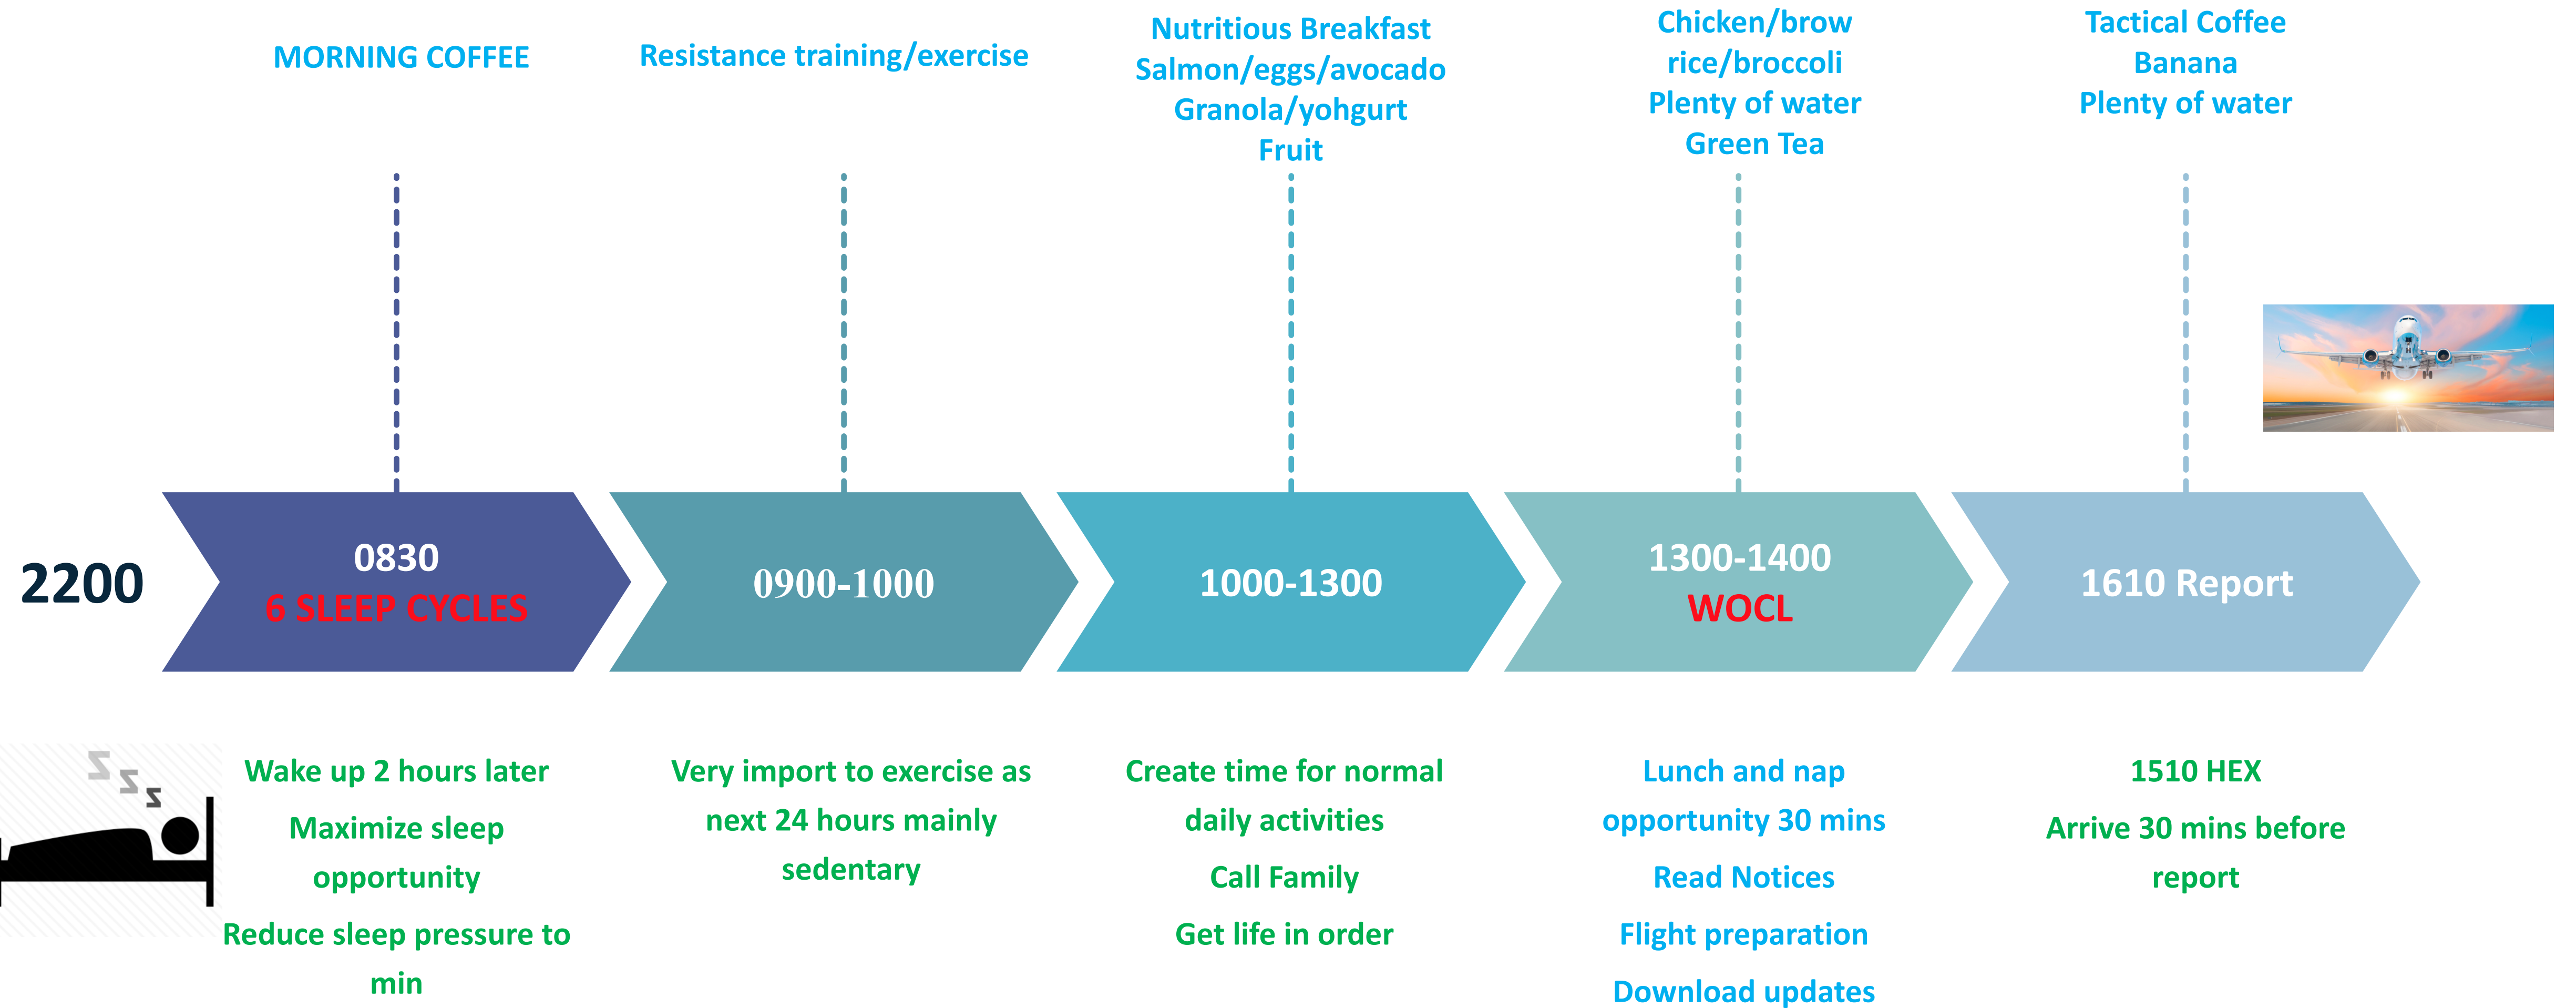 MORNING COFFEE
Resistance training/exercise
Nutritious Breakfast
Salmon/eggs/avocado
Granola/yohgurt
Fruit
Chicken/brow
rice/broccoli
Plenty of water
Green Tea
Tactical Coffee
Banana
Plenty of water
2200
0830
6 SLEEP CYCLES
0900-1000
1000-1300
1300-1400
WOCL
1610 Report
Z
Z
Z
Wake up 2 hours later
Maximize sleep
opportunity
Reduce sleep pressure to
min
Very import to exercise as
next 24 hours mainly
sedentary
Create time for normal
daily activities
Call Family
Get life in order
Lunch and nap
opportunity 30 mins
Read Notices
Flight preparation
Download updates
1510 HEX
Arrive 30 mins before
report